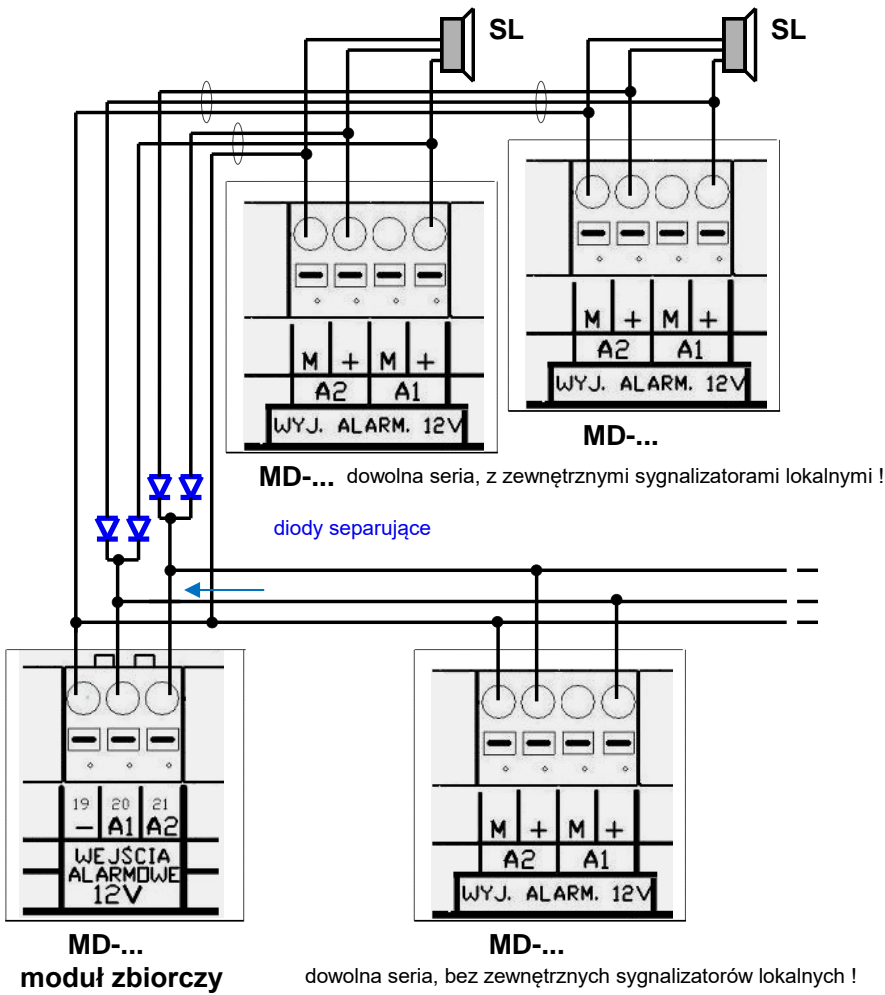 SL
SL
M + M +
A2 A1
WYJ. ALARM. 12V
MD-...
M + M +
A2 A1
WYJ. ALARM. 12V
MD-... dowolna seria, z zewnętrznymi sygnalizatorami lokalnymi !
diody separujące
19 20 21
– A1 A2
WEJŚCIA
ALARMOWE
12V
MD-...
moduł zbiorczy
M + M +
A2 A1
WYJ. ALARM. 12V
MD-...
dowolna seria, bez zewnętrznych sygnalizatorów lokalnych !